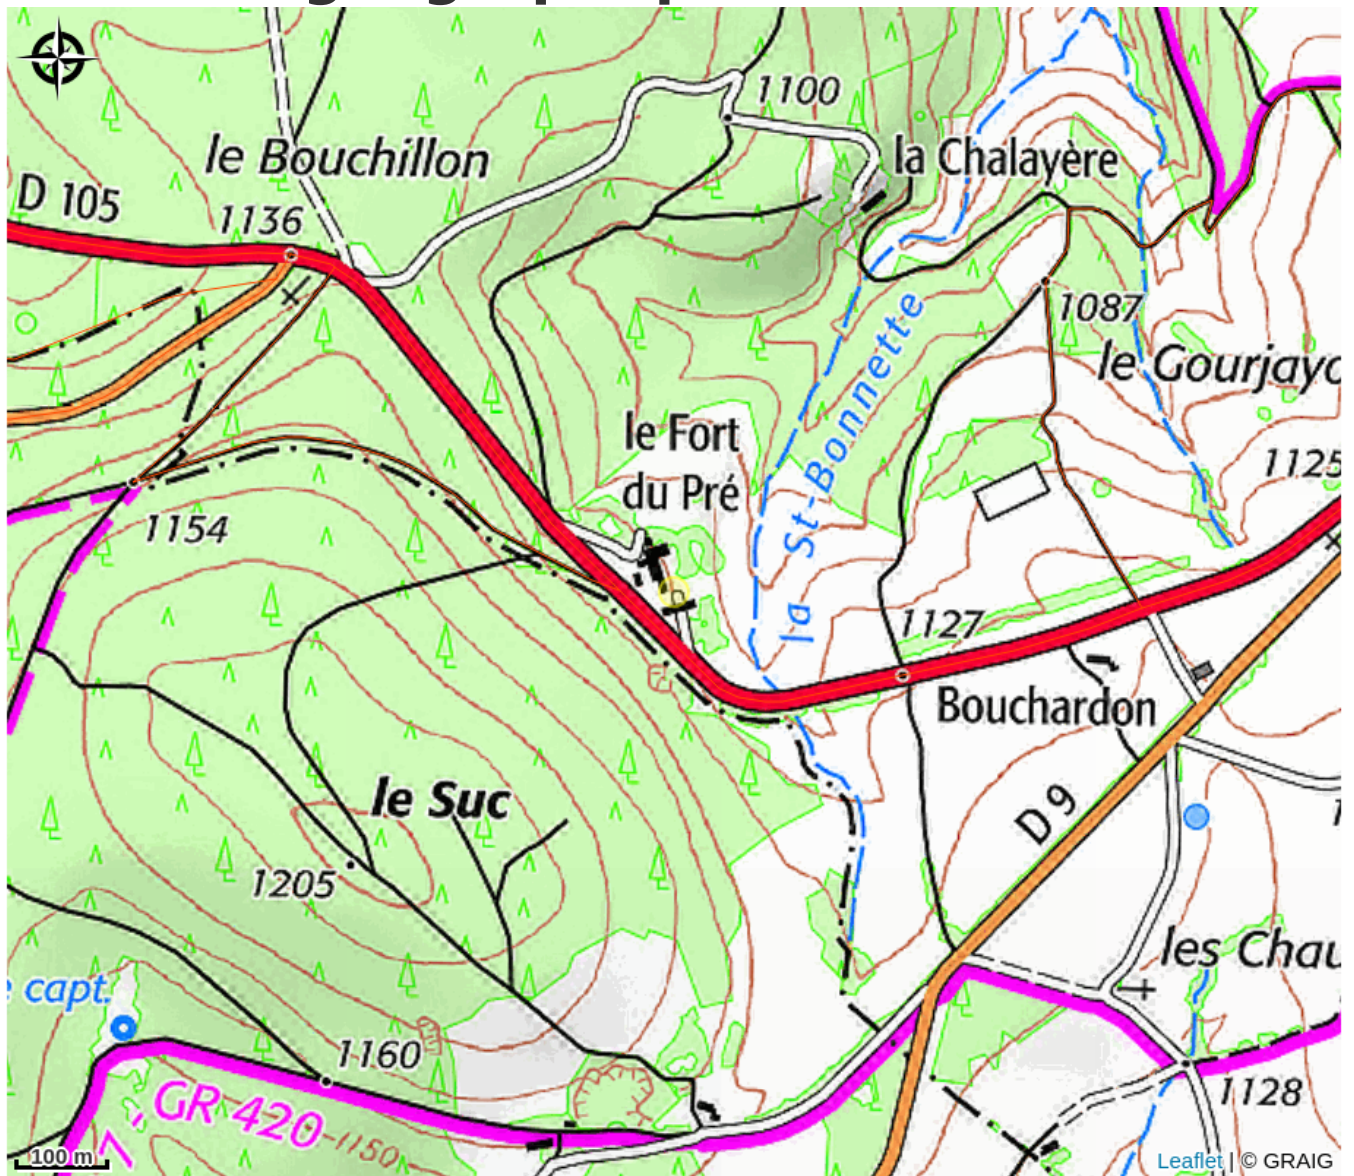 1100
la Chalayère
le Bouchillon
D 105
1136
1087
le Gourjayo
la St-Bonnette
le Fort
du Pré
1125
1154
h
1127
Bouchardon
le Suc
D 9
1205
les Chau
capt.
1160
GR 420
1150
1128
100 m
Leaflet | © GRAIG